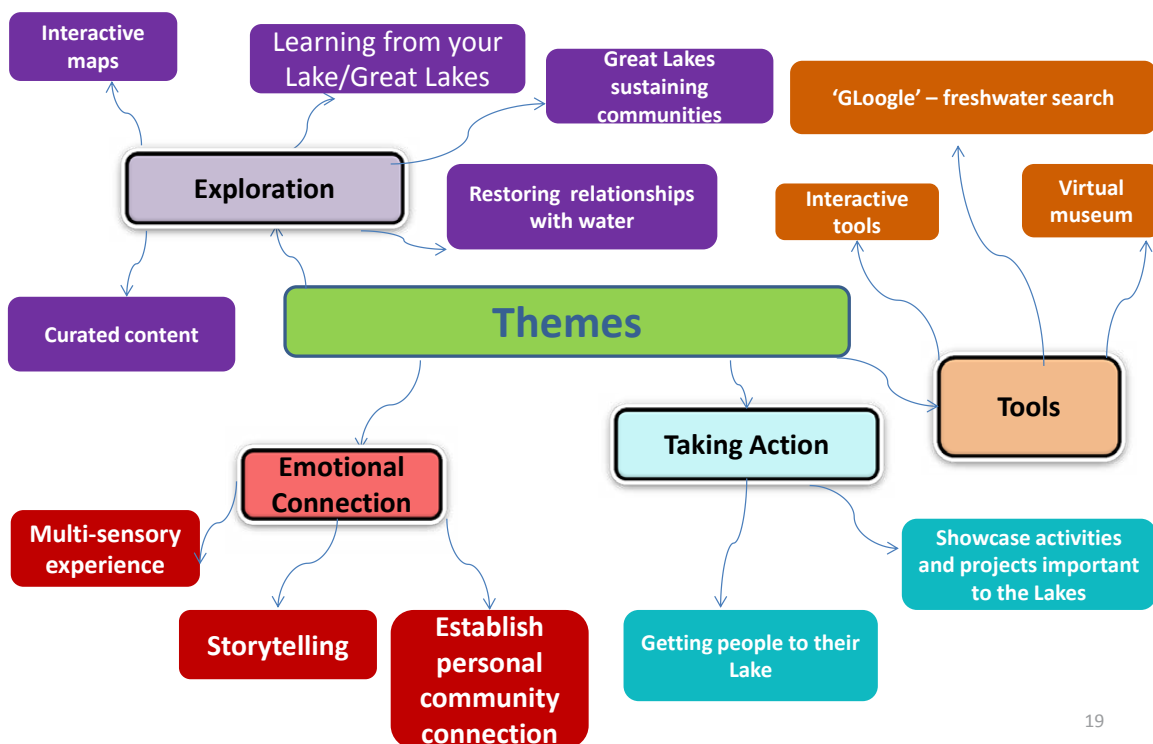 Interactive
maps
Learning from your
Lake/Great Lakes
Great Lakes
sustaining
communities
‘GLoogle’ – freshwater search
Exploration
Restoring relationships
with water
Interactive
tools
Virtual
museum
Curated content
Themes
Tools
Taking Action
Emotional
Connection
Multi-sensory
experience
Showcase activities
and projects important
to the Lakes
Storytelling
Establish
personal
community
connection
Getting people to their
Lake
19